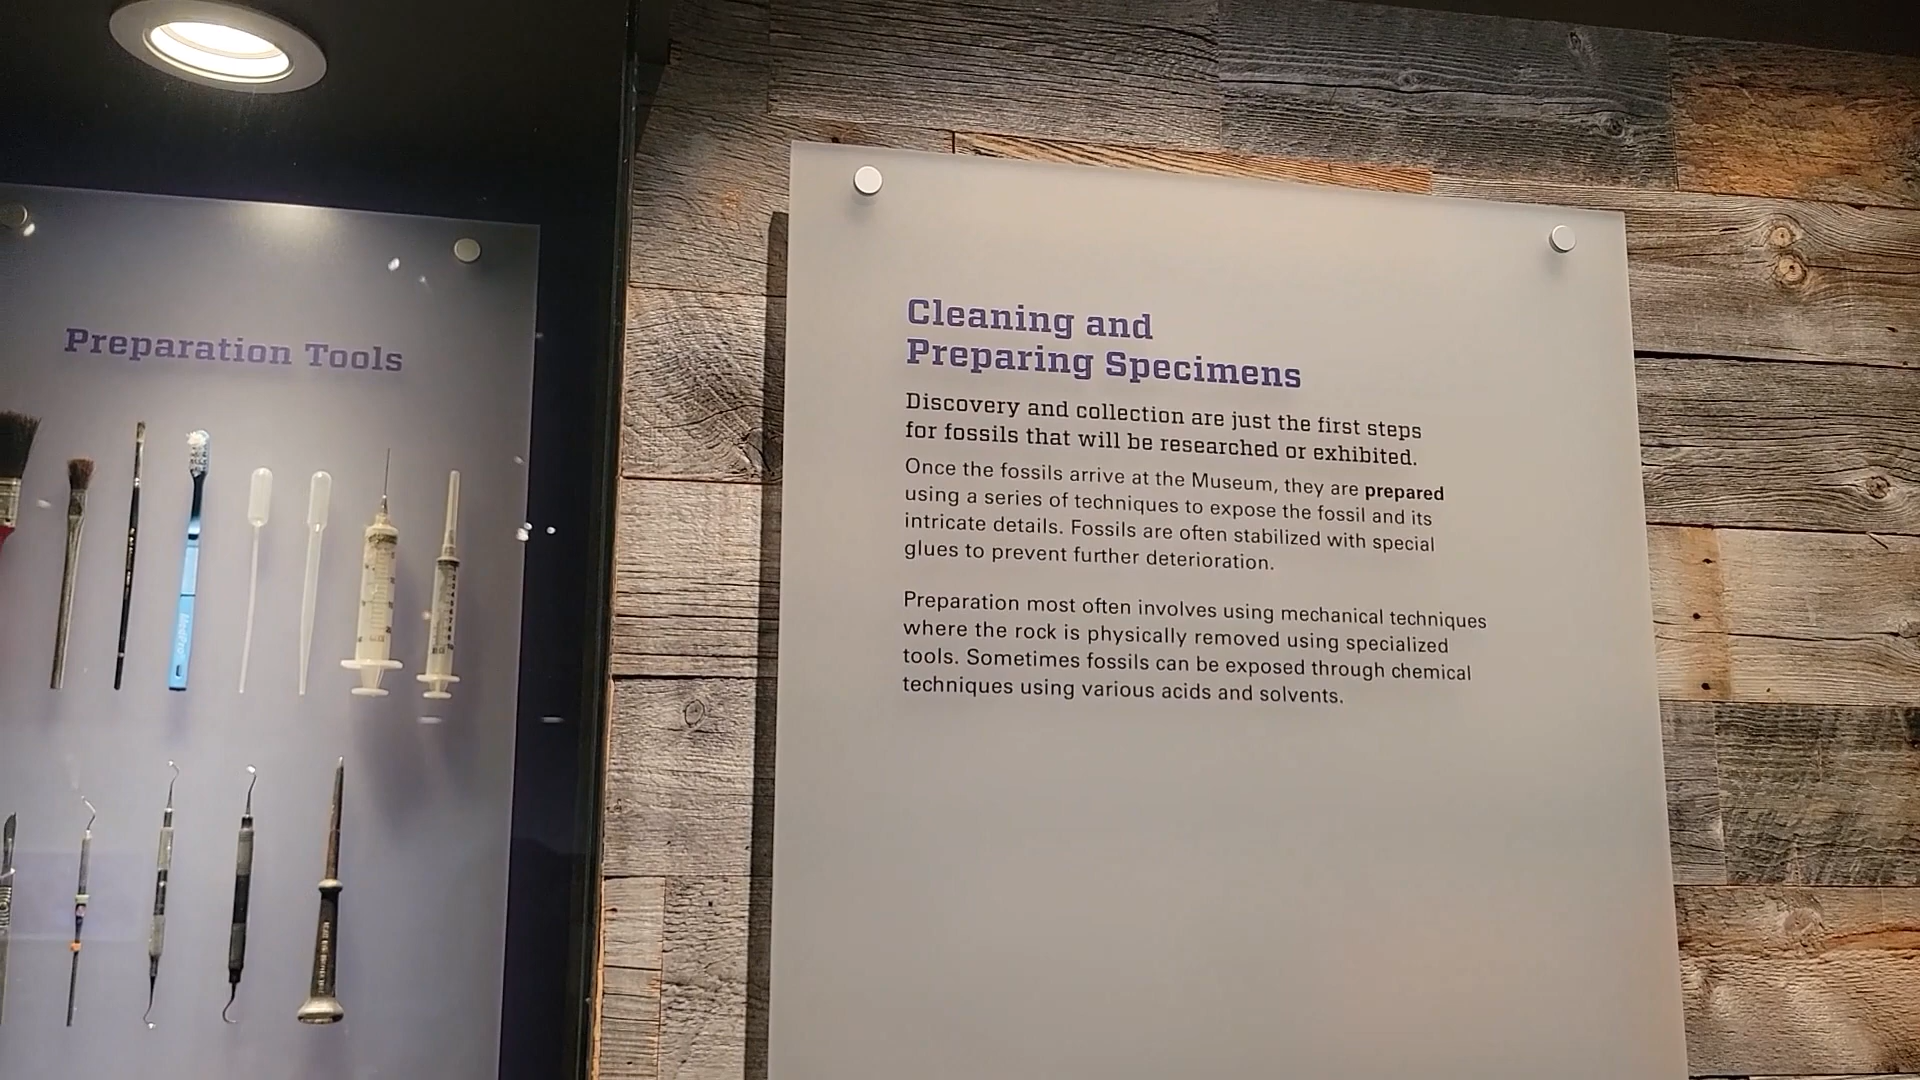 Preparation Tools
Cleaning and
Preparing Specimens
Discovery and collection are just the first steps
for fossils that will be researched or exhibited.
Once the fossils arrive at the Museum, they are prepared
using a series of techniques to expose the fossil and its
intricate details. Fossils are often stabilized with special
glues to prevent further deterioration.
Preparation most often involves using mechanical techniques
where the rock is physically removed using specialized
tools. Sometimes fossils can be exposed through chemical
techniques using various acids and solvents.